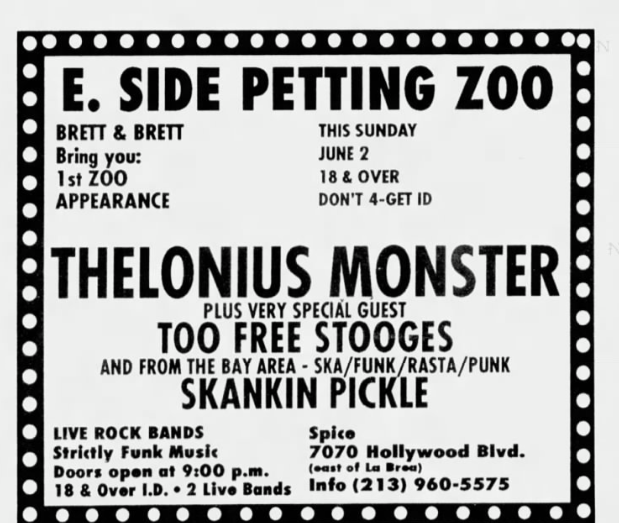 E. SIDE PETTING ZOO
BRETT & BRETT
Bring you:
1st ZOO
APPEARANCE
THIS SUNDAY
JUNE 2
18 & OVER
DON'T 4-GET ID
THELONIUS MONSTER
PLUS VERY SPECIAL GUEST
TOO FREE STOOGES
AND FROM THE BAY AREA - SKA/FUNK/RASTA/PUNK
SKANKIN PICKLE
LIVE ROCK BANDS
Strictly Funk Music
Doors open at 9:00 p.m.
18 & Over I.D. • 2 Live Bands
Spice
7070 Hollywood Blvd.
(east of La Brea)
Info (213) 960-5575